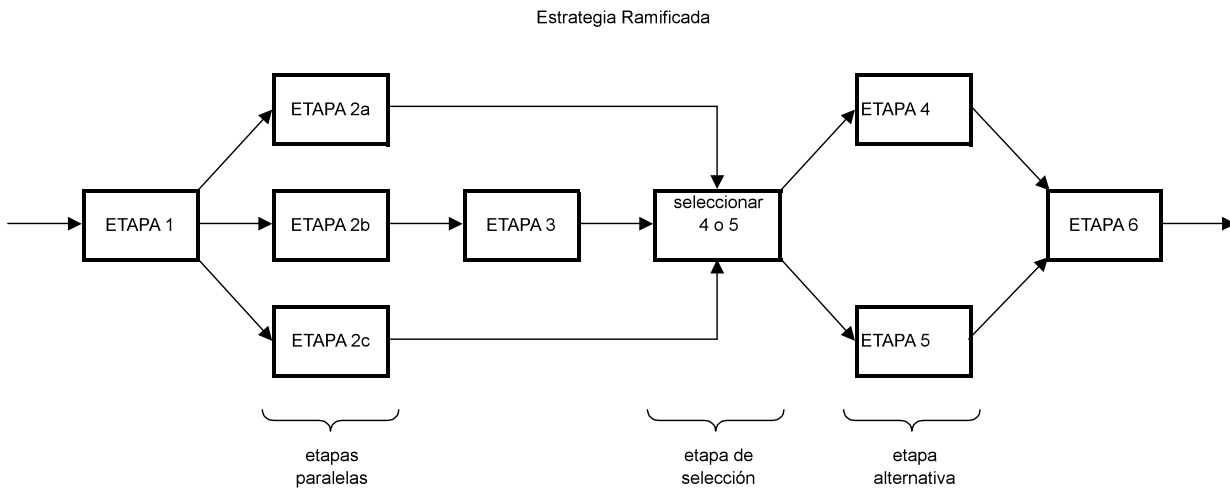 Estrategia Ramificada
ETAPA 2a
ETAPA 4
ETAPA 1
ETAPA 2b
ETAPA 3
seleccionar
4 o 5
ETAPA 6
ETAPA 2c
ETAPA 5
etapas
paralelas
etapa de
selección
etapa
alternativa